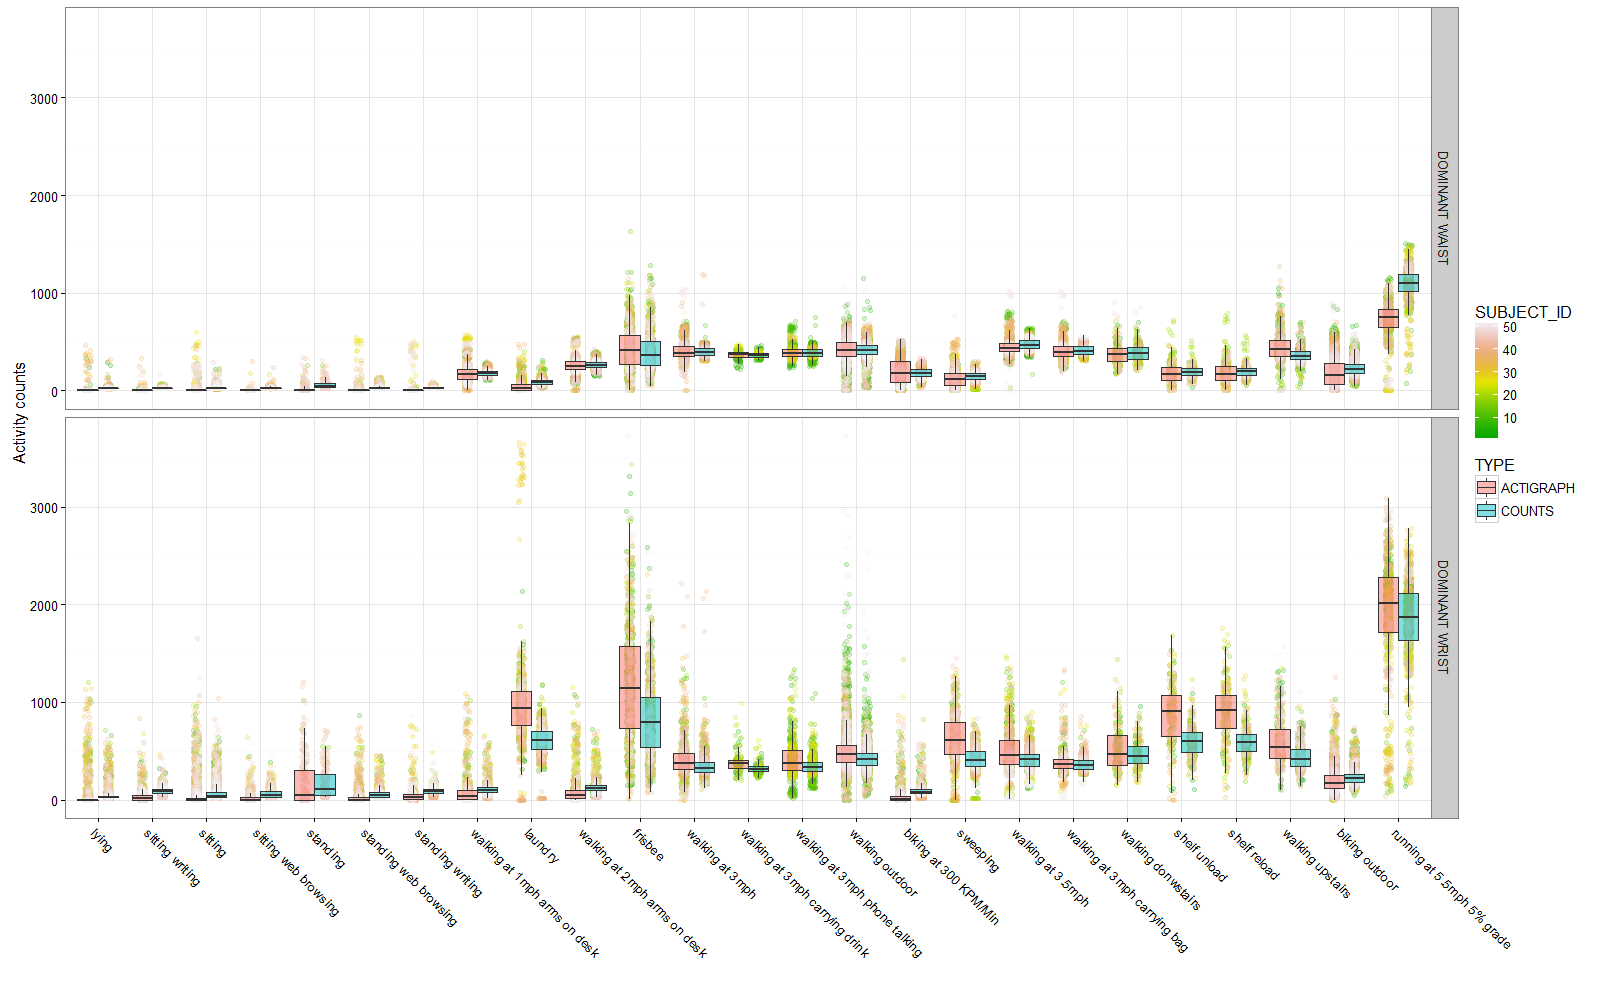 3000
2000
1000
0
DOMINANT WAIST
Activity counts
3000
2000
1000
0
DOMINANT WRIST
lying
sitting writing
sitting
sitting web browsing
standing
standing web browsing
standing writing
walking at 1mph arms on desk
laundry
walking at 2mph arms on desk
frisbee
walking at 3mph
walking at 3mph carrying drink
walking at 3mph phone talking
walking outdoor
biking at 300 KPM/Min
sweeping
walking at 3.5mph
walking at 3mph carrying bag
walking donwstairs
shelf unload
shelf reload
walking upstairs
biking outdoor
running at 5.5mph 5% grade
SUBJECT_ID
50
40
30
20
10
TYPE
ACTIGRAPH
COUNTS